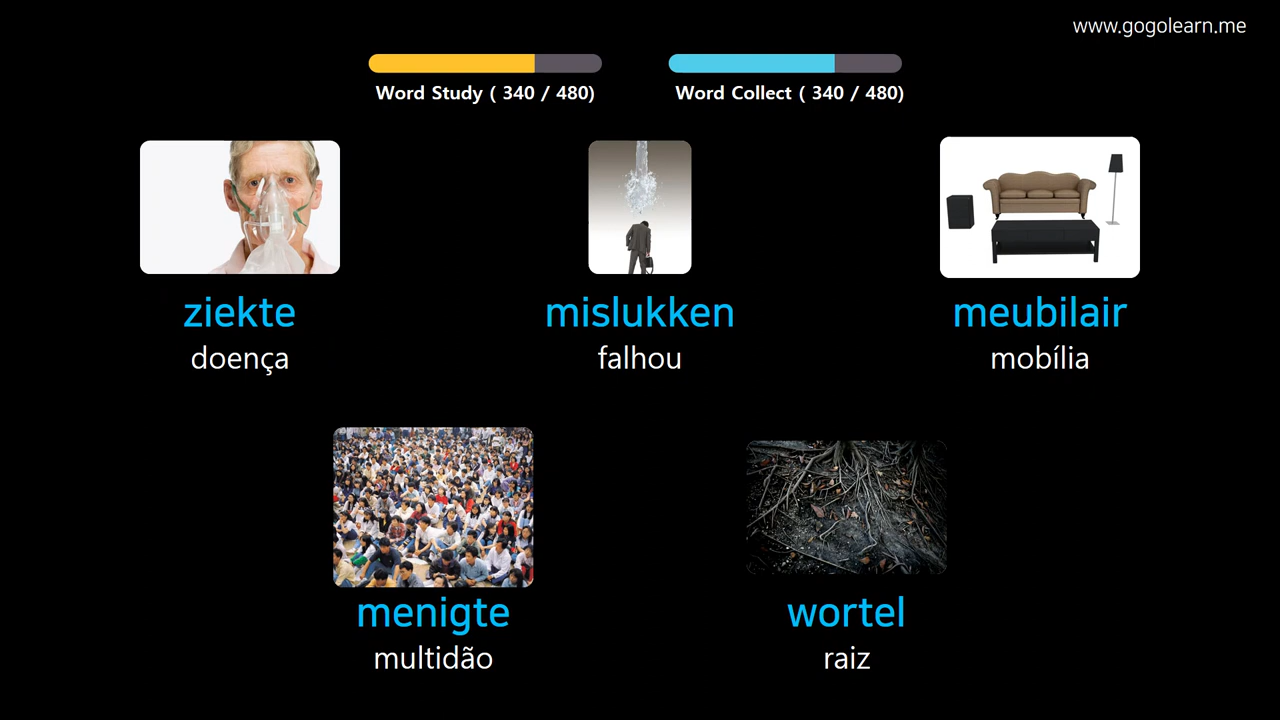 www.gogolearn.me
Word Study ( 340 / 480)
Word Collect ( 340 / 480)
ziekte
doença
mislukken
falhou
meubilair
mobília
menigte
multidão
wortel
raiz